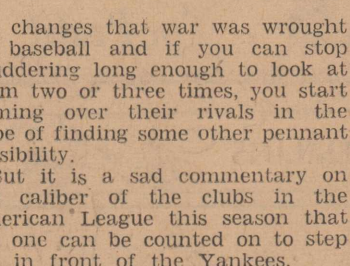 changes that war was wrought
baseball and if you can stop
uddering long enough to look at
m two or three times, you start
ming over their rivals in the
pe of finding some other pennant
sibility.
But it is a sad commentary on
caliber of the clubs in the
merican League this season that
one can be counted on to step
in front of the Yankees.